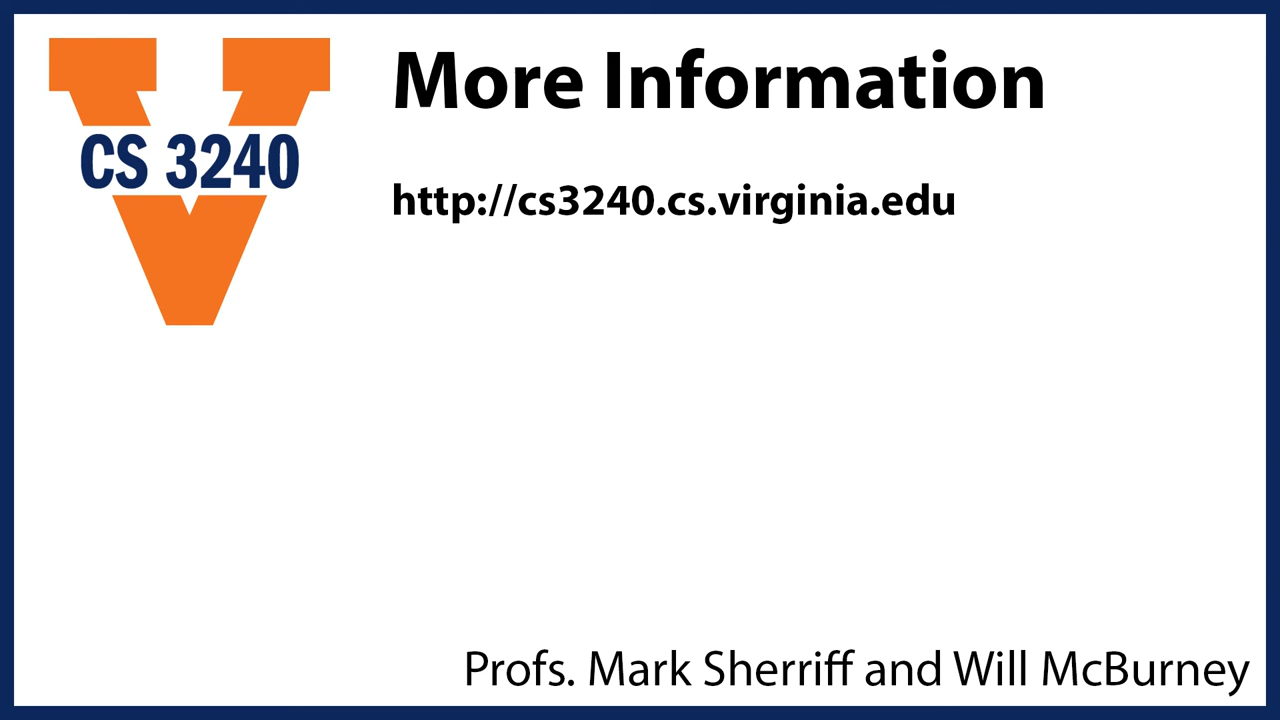 CS 3240
More Information
http://cs3240.cs.virginia.edu
Profs. Mark Sherriff and Will McBurney